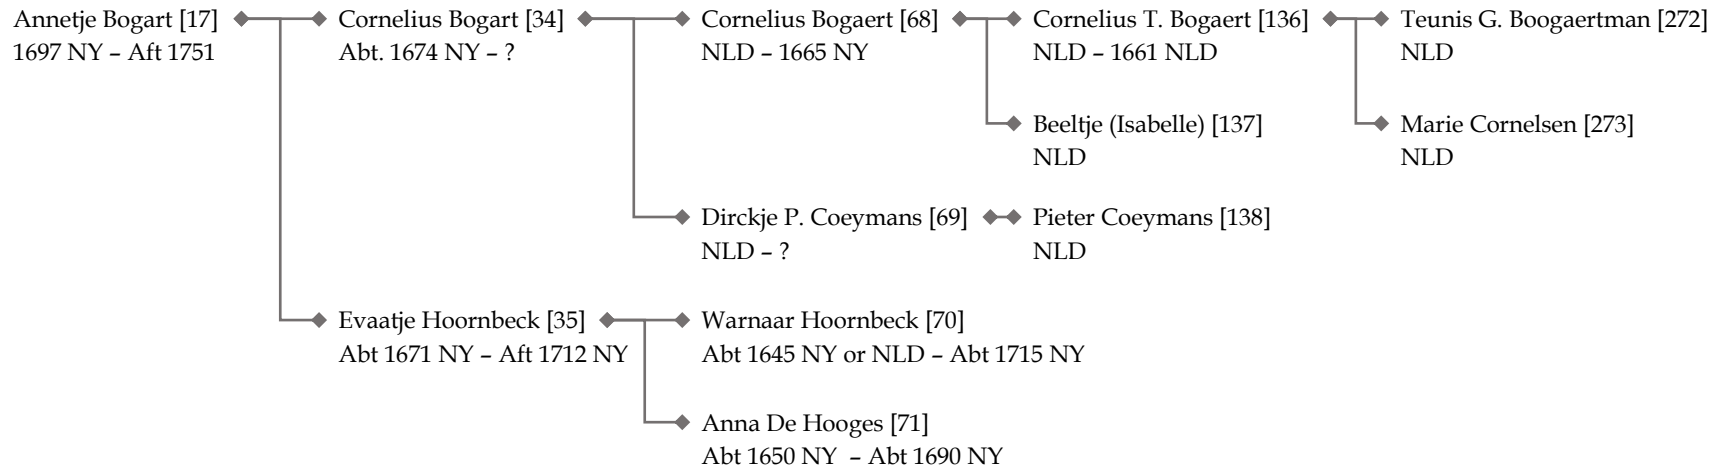 Annetje Bogart [17]
1697 NY – Aft 1751
Cornelius Bogart [34]
Abt. 1674 NY – ?
Cornelius Bogaert [68]
NLD – 1665 NY
Cornelius T. Bogaert [136]
NLD – 1661 NLD
Teunis G. Boogaertman [272]
NLD
Beeltje (Isabelle) [137]
NLD
Marie Cornelsen [273]
NLD
Dirckje P. Coeymans [69]
NLD – ?
Pieter Coeymans [138]
NLD
Evaatje Hoornbeck [35]
Abt 1671 NY – Aft 1712 NY
Warnaar Hoornbeck [70]
Abt 1645 NY or NLD – Abt 1715 NY
Anna De Hooges [71]
Abt 1650 NY – Abt 1690 NY